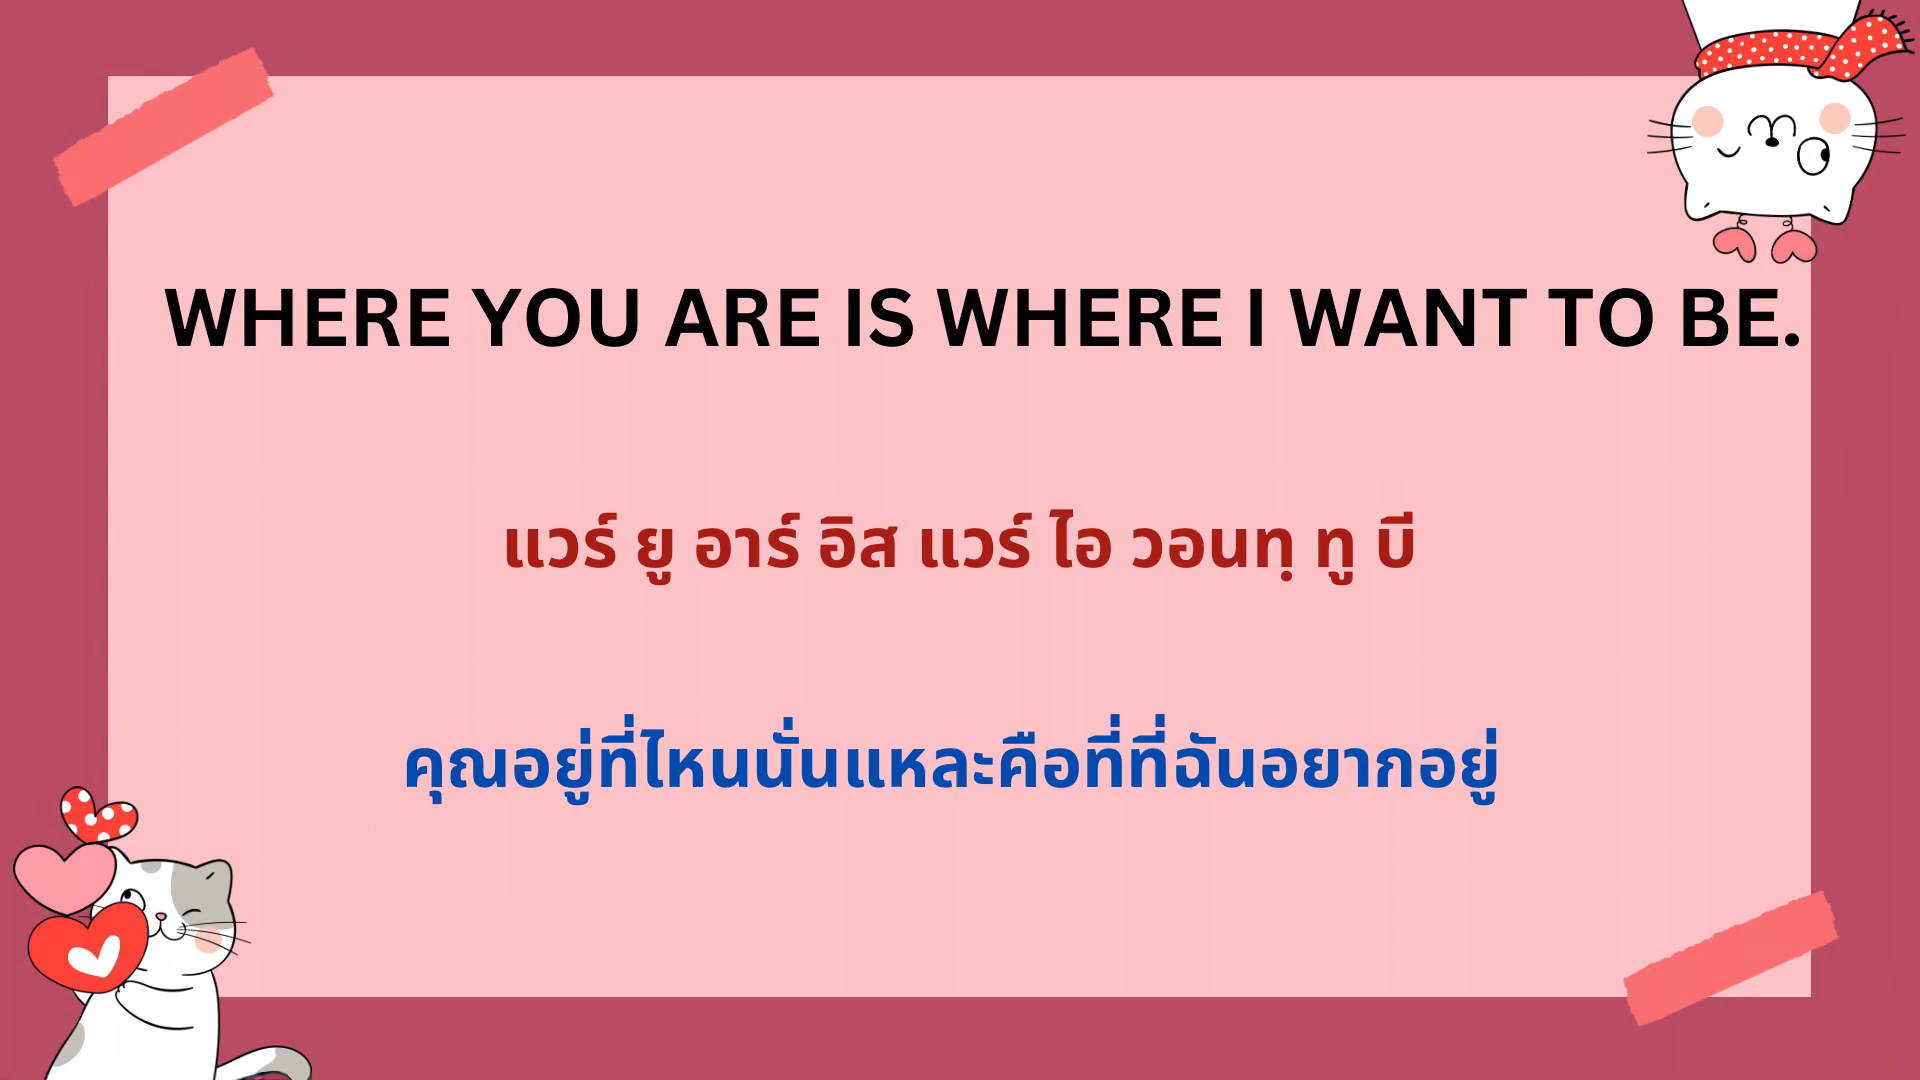 WHERE YOU ARE IS WHERE I WANT TO BE.
แวร์ ยู อาร์ อิส แวร์ ไอ วอนทฺ ทู บี
คุณอยู่ที่ไหนนั่นแหละคือที่ที่ฉันอยากอยู่